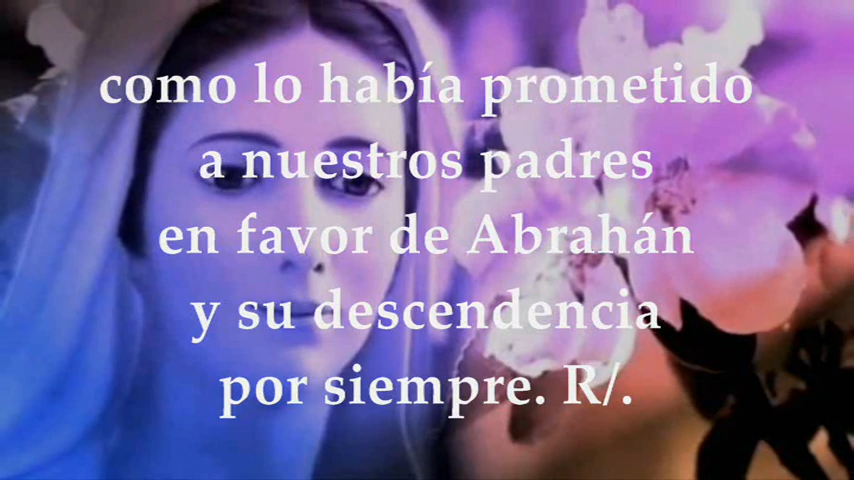 como lo había prometido
a nuestros padres
en favor de Abrahán
y su descendencia
por siempre. R/.